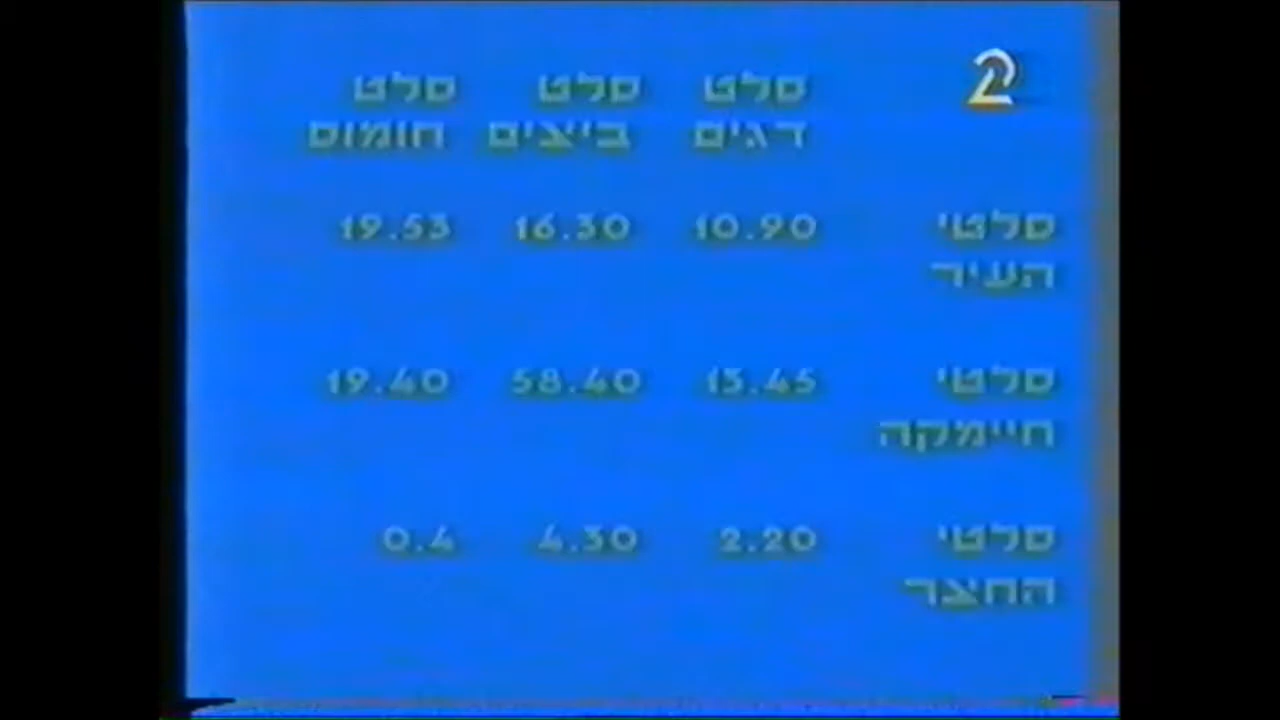 2
סלט סלט סלט
דגים ביצים חומוס
סלטי 10.90 16.30 19.53
העיר
סלטי 13.45 58.40 19.40
חיימקה
סלטי 2.20 4.30 0.4
החצר